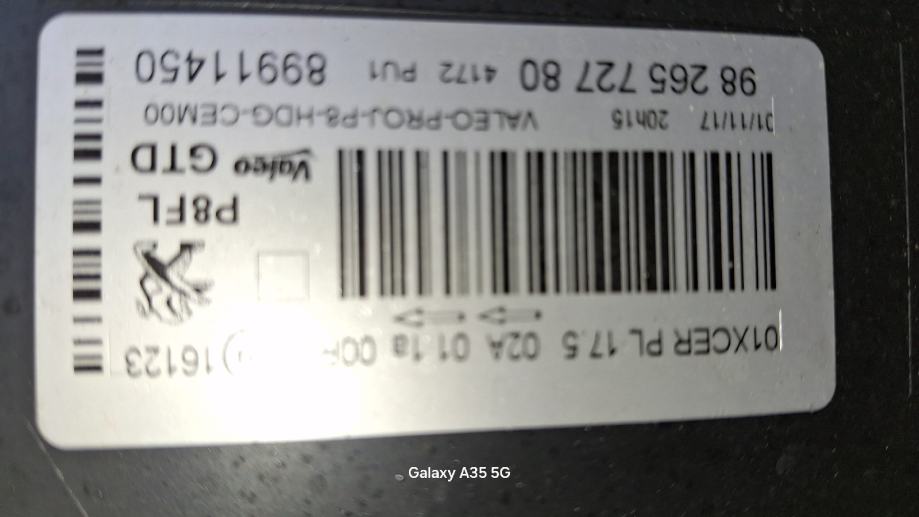 01XCER PL 17.5 02A 01 1a 16123
P8FL
Valeo GTD
01/11/17 20h15 VALEO-PROJ-P8-HDG-CEM00
98 265 727 80 4172 PU1 89911450
Galaxy A35 5G